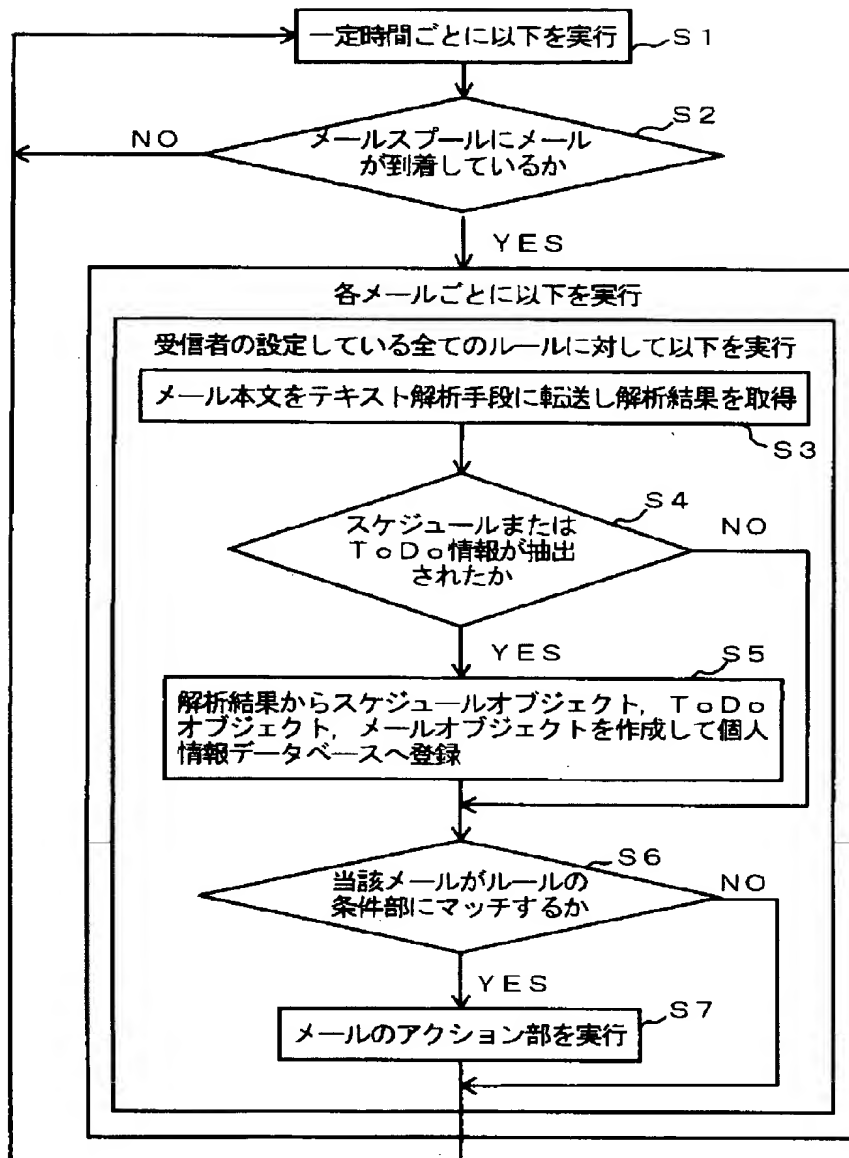 一定時間ごとに以下を実行
S1
メールスプールにメール
が到着しているか
S2
NO
YES
各メールごとに以下を実行
受信者の設定している全てのルールに対して以下を実行
メール本文をテキスト解析手段に転送し解析結果を取得
S3
スケジュールまたは
ToDo情報が抽出
されたか
S4
NO
YES
S5
解析結果からスケジュールオブジェクト,ToDo
オブジェクト,メールオブジェクトを作成して個人
情報データベースへ登録
当該メールがルールの
条件部にマッチするか
S6
NO
YES
メールのアクション部を実行
S7